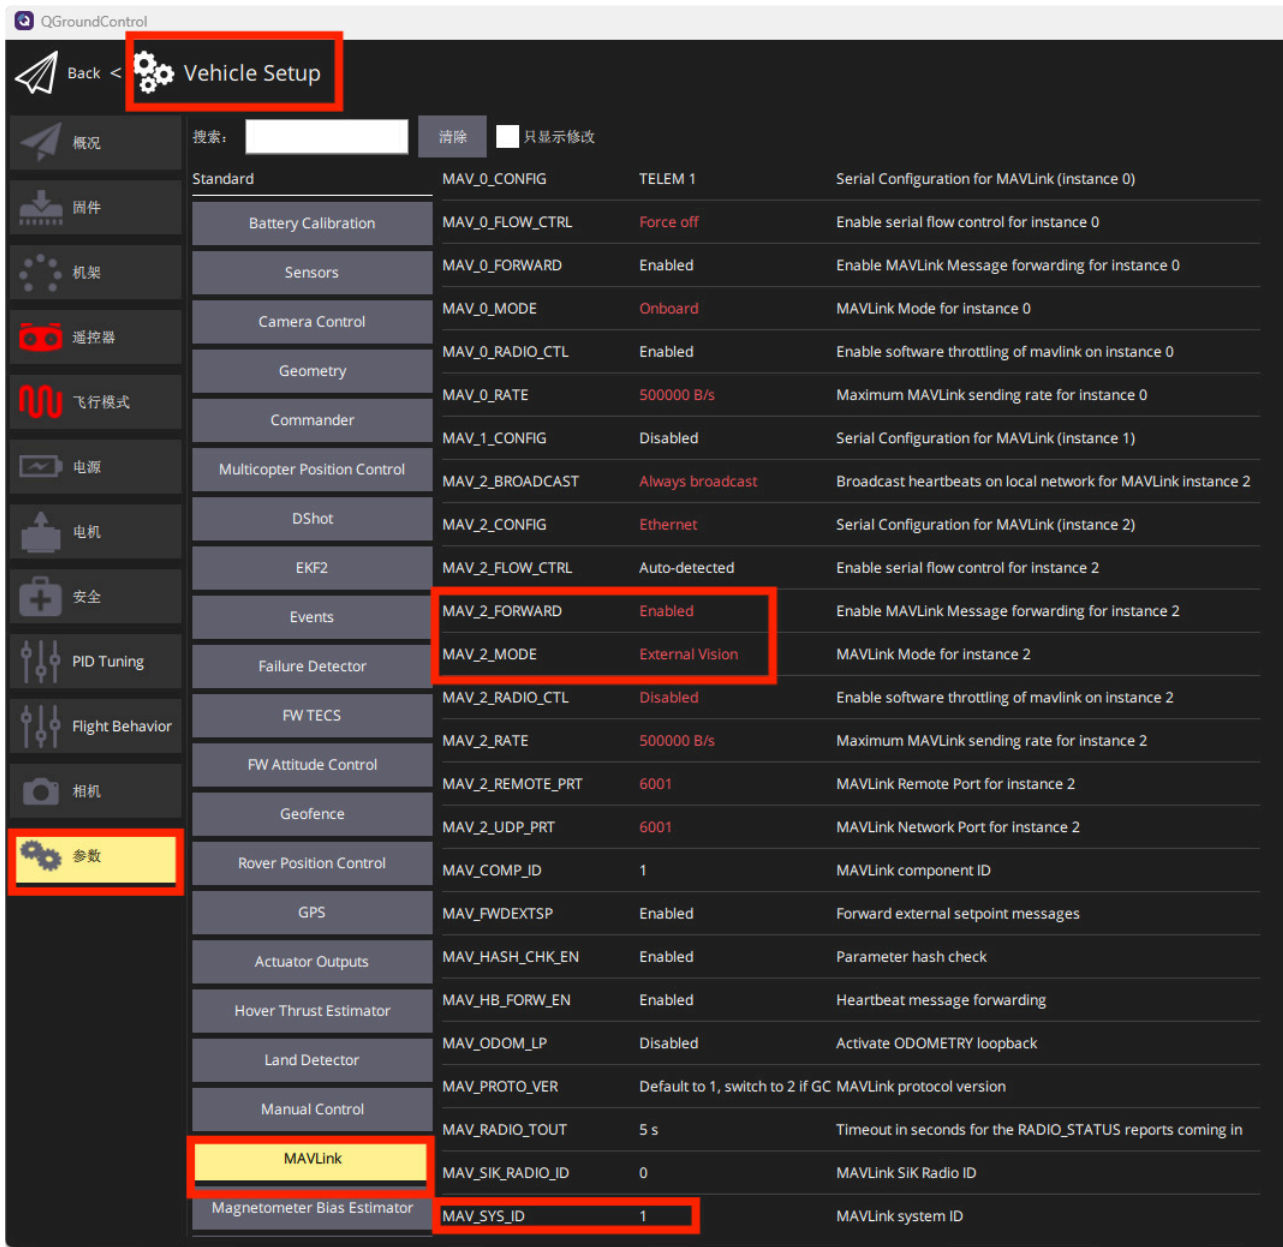 QGroundControl
Back < Vehicle Setup
概况
固件
机架
遥控器
飞行模式
电源
电机
安全
PID Tuning
Flight Behavior
相机
参数
搜索： 清除 只显示修改
Standard
Battery Calibration
Sensors
Camera Control
Geometry
Commander
Multicopter Position Control
DShot
EKF2
Events
Failure Detector
FW TECS
FW Attitude Control
Geofence
Rover Position Control
GPS
Actuator Outputs
Hover Thrust Estimator
Land Detector
Manual Control
MAVLink
Magnetometer Bias Estimator
MAV_0_CONFIG TELEM 1 Serial Configuration for MAVLink (instance 0)
MAV_0_FLOW_CTRL Force off Enable serial flow control for instance 0
MAV_0_FORWARD Enabled Enable MAVLink Message forwarding for instance 0
MAV_0_MODE Onboard MAVLink Mode for instance 0
MAV_0_RADIO_CTL Enabled Enable software throttling of mavlink on instance 0
MAV_0_RATE 500000 B/s Maximum MAVLink sending rate for instance 0
MAV_1_CONFIG Disabled Serial Configuration for MAVLink (instance 1)
MAV_2_BROADCAST Always broadcast Broadcast heartbeats on local network for MAVLink instance 2
MAV_2_CONFIG Ethernet Serial Configuration for MAVLink (instance 2)
MAV_2_FLOW_CTRL Auto-detected Enable serial flow control for instance 2
MAV_2_FORWARD Enabled Enable MAVLink Message forwarding for instance 2
MAV_2_MODE External Vision MAVLink Mode for instance 2
MAV_2_RADIO_CTL Disabled Enable software throttling of mavlink on instance 2
MAV_2_RATE 500000 B/s Maximum MAVLink sending rate for instance 2
MAV_2_REMOTE_PRT 6001 MAVLink Remote Port for instance 2
MAV_2_UDP_PRT 6001 MAVLink Network Port for instance 2
MAV_COMP_ID 1 MAVLink component ID
MAV_FWDEXTSP Enabled Forward external setpoint messages
MAV_HASH_CHK_EN Enabled Parameter hash check
MAV_HB_FORW_EN Enabled Heartbeat message forwarding
MAV_ODOM_LP Disabled Activate ODOMETRY loopback
MAV_PROTO_VER Default to 1, switch to 2 if GC MAVLink protocol version
MAV_RADIO_TOUT 5 s Timeout in seconds for the RADIO_STATUS reports coming in
MAV_SIK_RADIO_ID 0 MAVLink SiK Radio ID
MAV_SYS_ID 1 MAVLink system ID